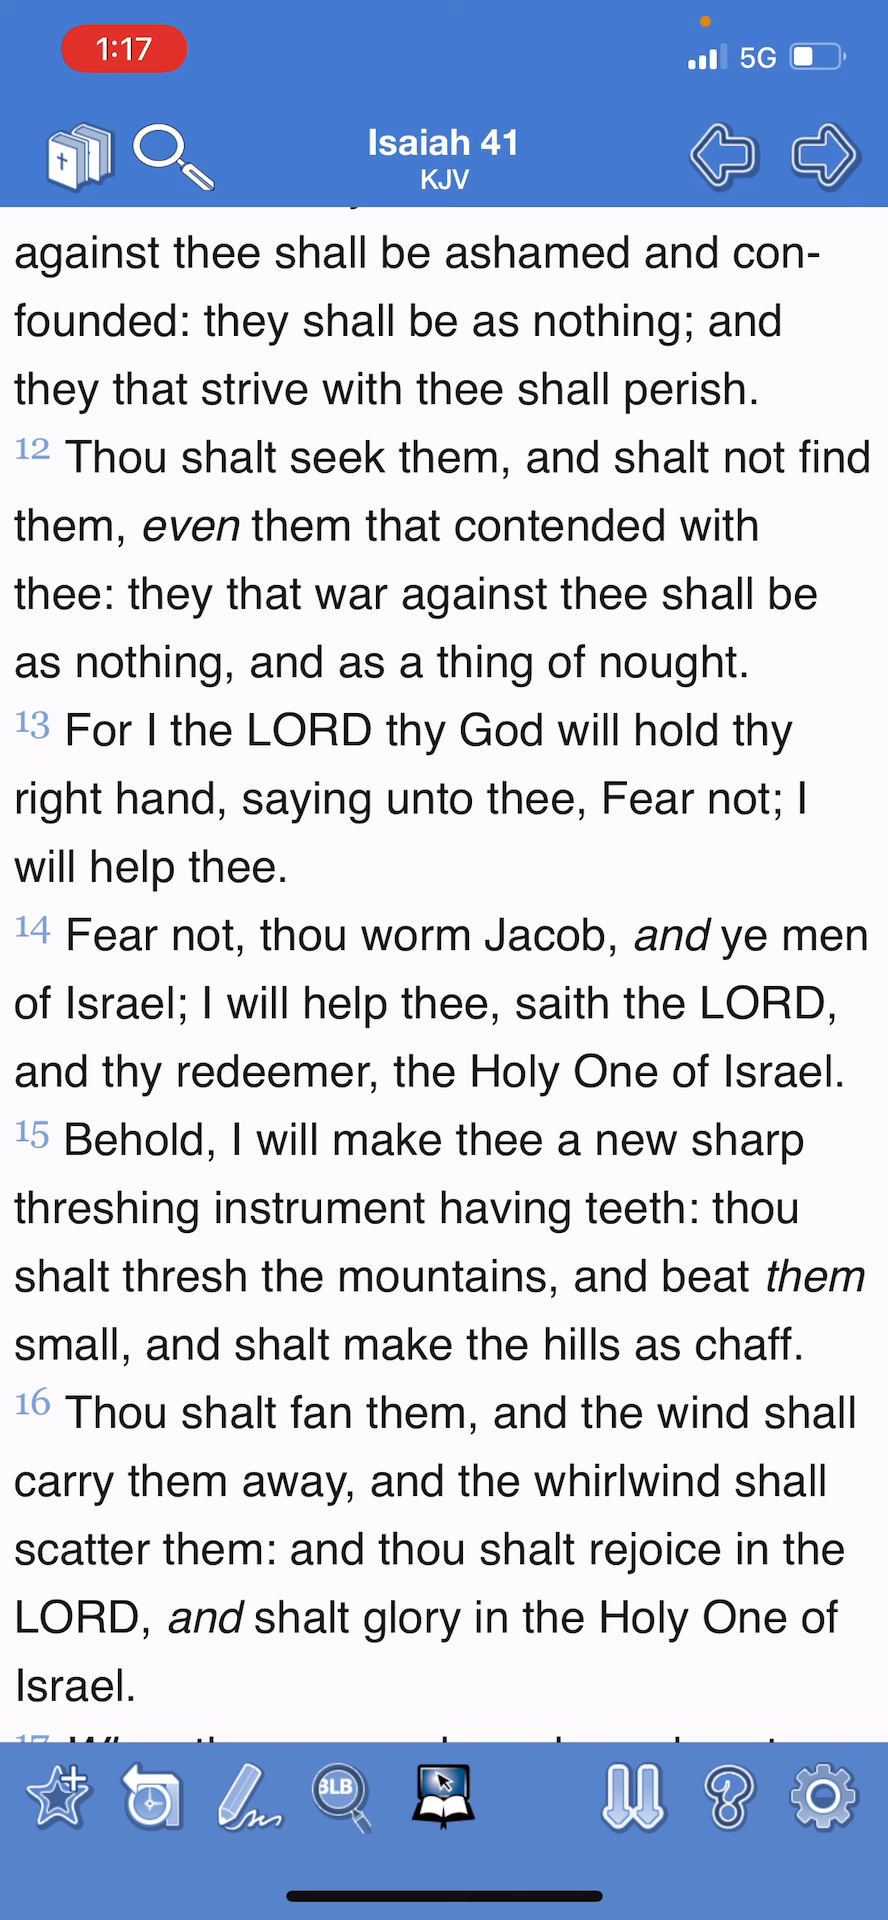 1:17
5G
Isaiah 41
KJV
against thee shall be ashamed and con-
founded: they shall be as nothing; and
they that strive with thee shall perish.
12 Thou shalt seek them, and shalt not find
them, even them that contended with
thee: they that war against thee shall be
as nothing, and as a thing of nought.
13 For I the LORD thy God will hold thy
right hand, saying unto thee, Fear not; I
will help thee.
14 Fear not, thou worm Jacob, and ye men
of Israel; I will help thee, saith the LORD,
and thy redeemer, the Holy One of Israel.
15 Behold, I will make thee a new sharp
threshing instrument having teeth: thou
shalt thresh the mountains, and beat them
small, and shalt make the hills as chaff.
16 Thou shalt fan them, and the wind shall
carry them away, and the whirlwind shall
scatter them: and thou shalt rejoice in the
LORD, and shalt glory in the Holy One of
Israel.
BLB